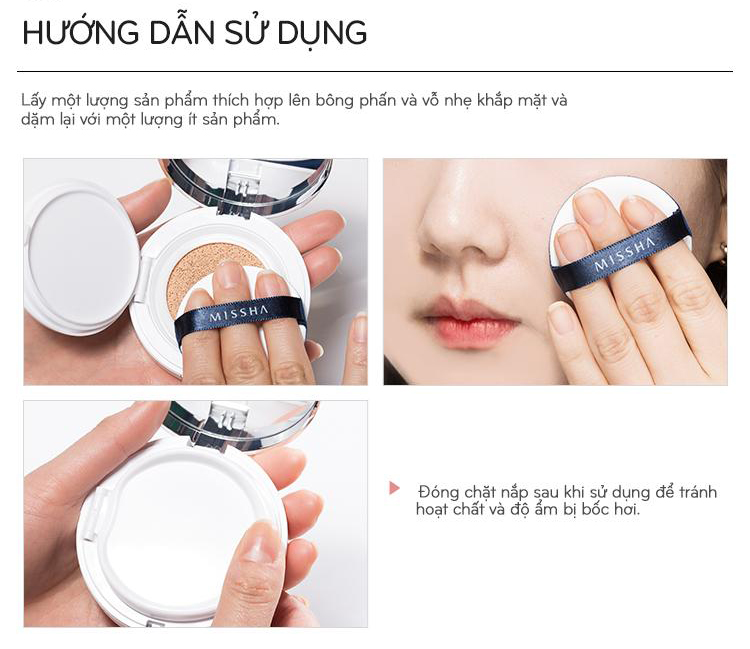 HƯỚNG DẪN SỬ DỤNG
Lấy một lượng sản phẩm thích hợp lên bông phấn và vỗ nhẹ khắp mặt và
dặm lại với một lượng ít sản phẩm.
MISSHA
MISSHA
Đóng chặt nắp sau khi sử dụng để tránh
hoạt chất và độ ẩm bị bốc hơi.